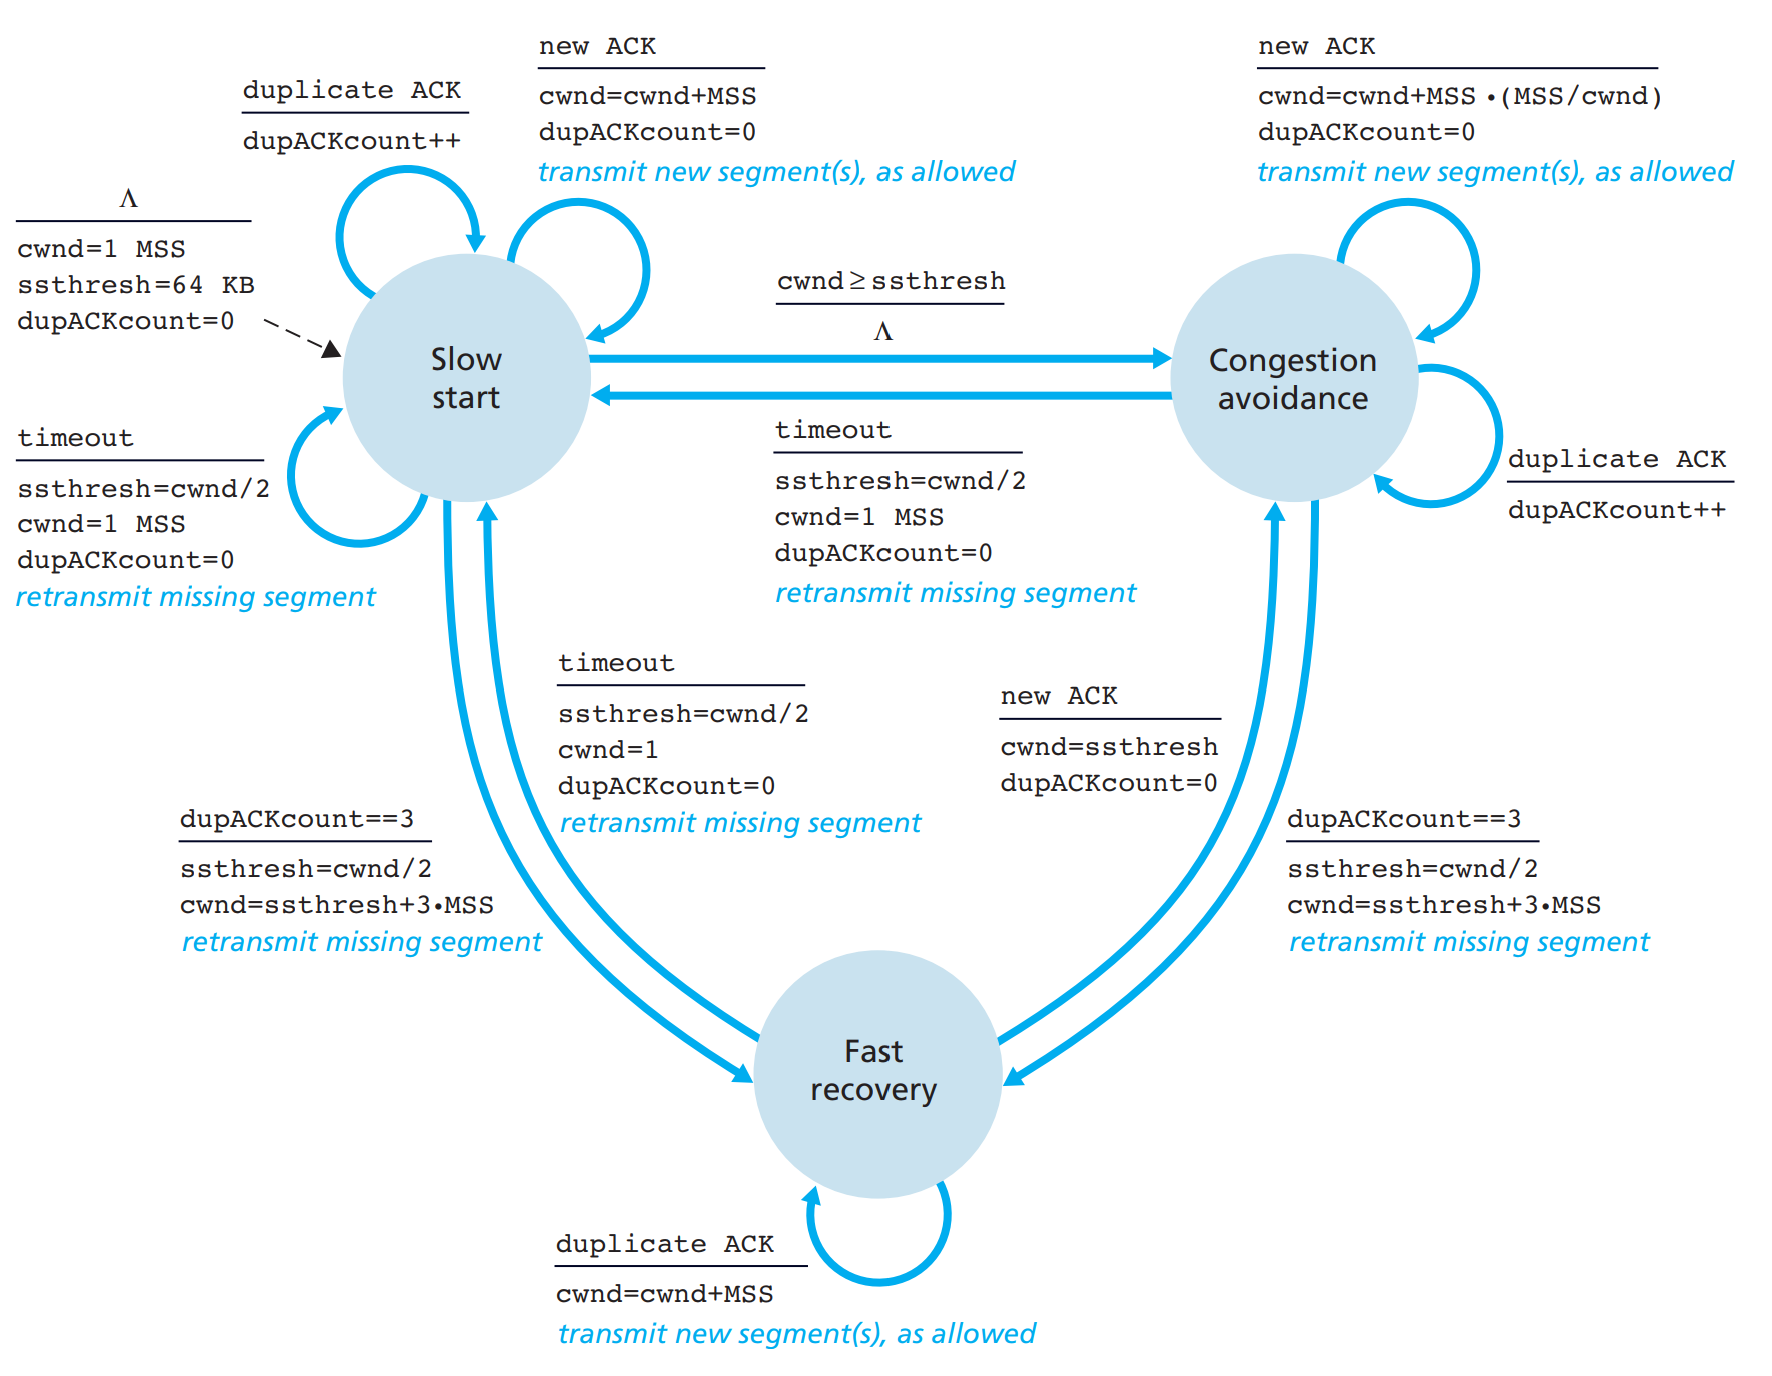 new ACK
cwnd=cwnd+MSS
dupACKcount=0
transmit new segment(s), as allowed
new ACK
cwnd=cwnd+MSS •(MSS/cwnd)
dupACKcount=0
transmit new segment(s), as allowed
duplicate ACK
dupACKcount++
Λ
cwnd=1 MSS
ssthresh=64 KB
dupACKcount=0
cwnd≥ssthresh
Λ
Slow
start
Congestion
avoidance
timeout
ssthresh=cwnd/2
cwnd=1 MSS
dupACKcount=0
retransmit missing segment
timeout
ssthresh=cwnd/2
cwnd=1 MSS
dupACKcount=0
retransmit missing segment
duplicate ACK
dupACKcount++
timeout
ssthresh=cwnd/2
cwnd=1
dupACKcount=0
retransmit missing segment
new ACK
cwnd=ssthresh
dupACKcount=0
dupACKcount==3
ssthresh=cwnd/2
cwnd=ssthresh+3•MSS
retransmit missing segment
dupACKcount==3
ssthresh=cwnd/2
cwnd=ssthresh+3•MSS
retransmit missing segment
Fast
recovery
duplicate ACK
cwnd=cwnd+MSS
transmit new segment(s), as allowed